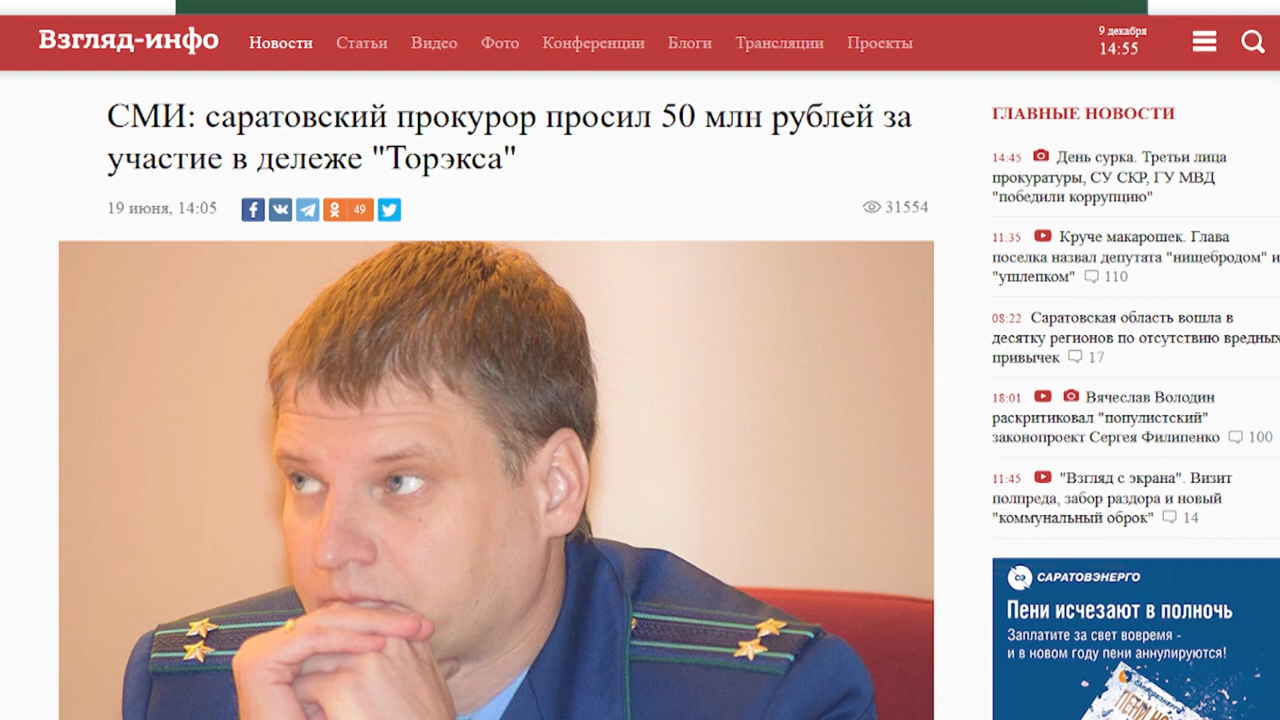 Взгляд-инфо
Новости
Статьи
Видео
Фото
Конференции
Блоги
Трансляции
Проекты
9 декабря
14:55
СМИ: саратовский прокурор просил 50 млн рублей за
участие в дележе "Торэкса"
19 июня, 14:05
49
31554
ГЛАВНЫЕ НОВОСТИ
14:45 День сурка. Третьи лица
прокуратуры, СУ СКР, ГУ МВД
"победили коррупцию"
11:35 Круче макарошек. Глава
поселка назвал депутата "нищебродом" и
"ушлепком" 110
08:22 Саратовская область вошла в
десятку регионов по отсутствию вредных
привычек 17
18:01 Вячеслав Володин
раскритиковал "популистский"
законопроект Сергея Филипенко 100
11:45 "Взгляд с экрана". Визит
полпреда, забор раздора и новый
"коммунальный оброк" 14
САРАТОВЭНЕРГО
Пени исчезают в полночь
Заплатите за свет вовремя -
и в новом году пени аннулируются!